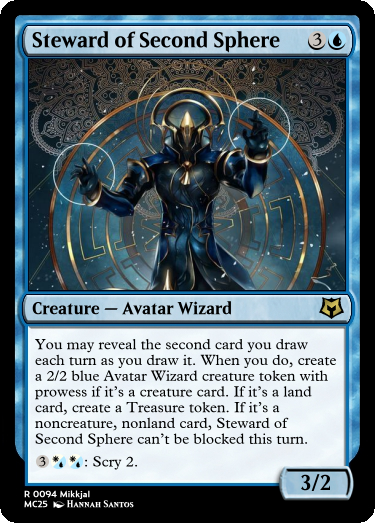 Steward of Second Sphere 3
Creature — Avatar Wizard
You may reveal the second card you draw
each turn as you draw it. When you do, create
a 2/2 blue Avatar Wizard creature token with
prowess if it's a creature card. If it's a land
card, create a Treasure token. If it's a
noncreature, nonland card, Steward of
Second Sphere can't be blocked this turn.
3 : Scry 2.
3/2
R 0094 Mikkjal
MC25 Hannah Santos